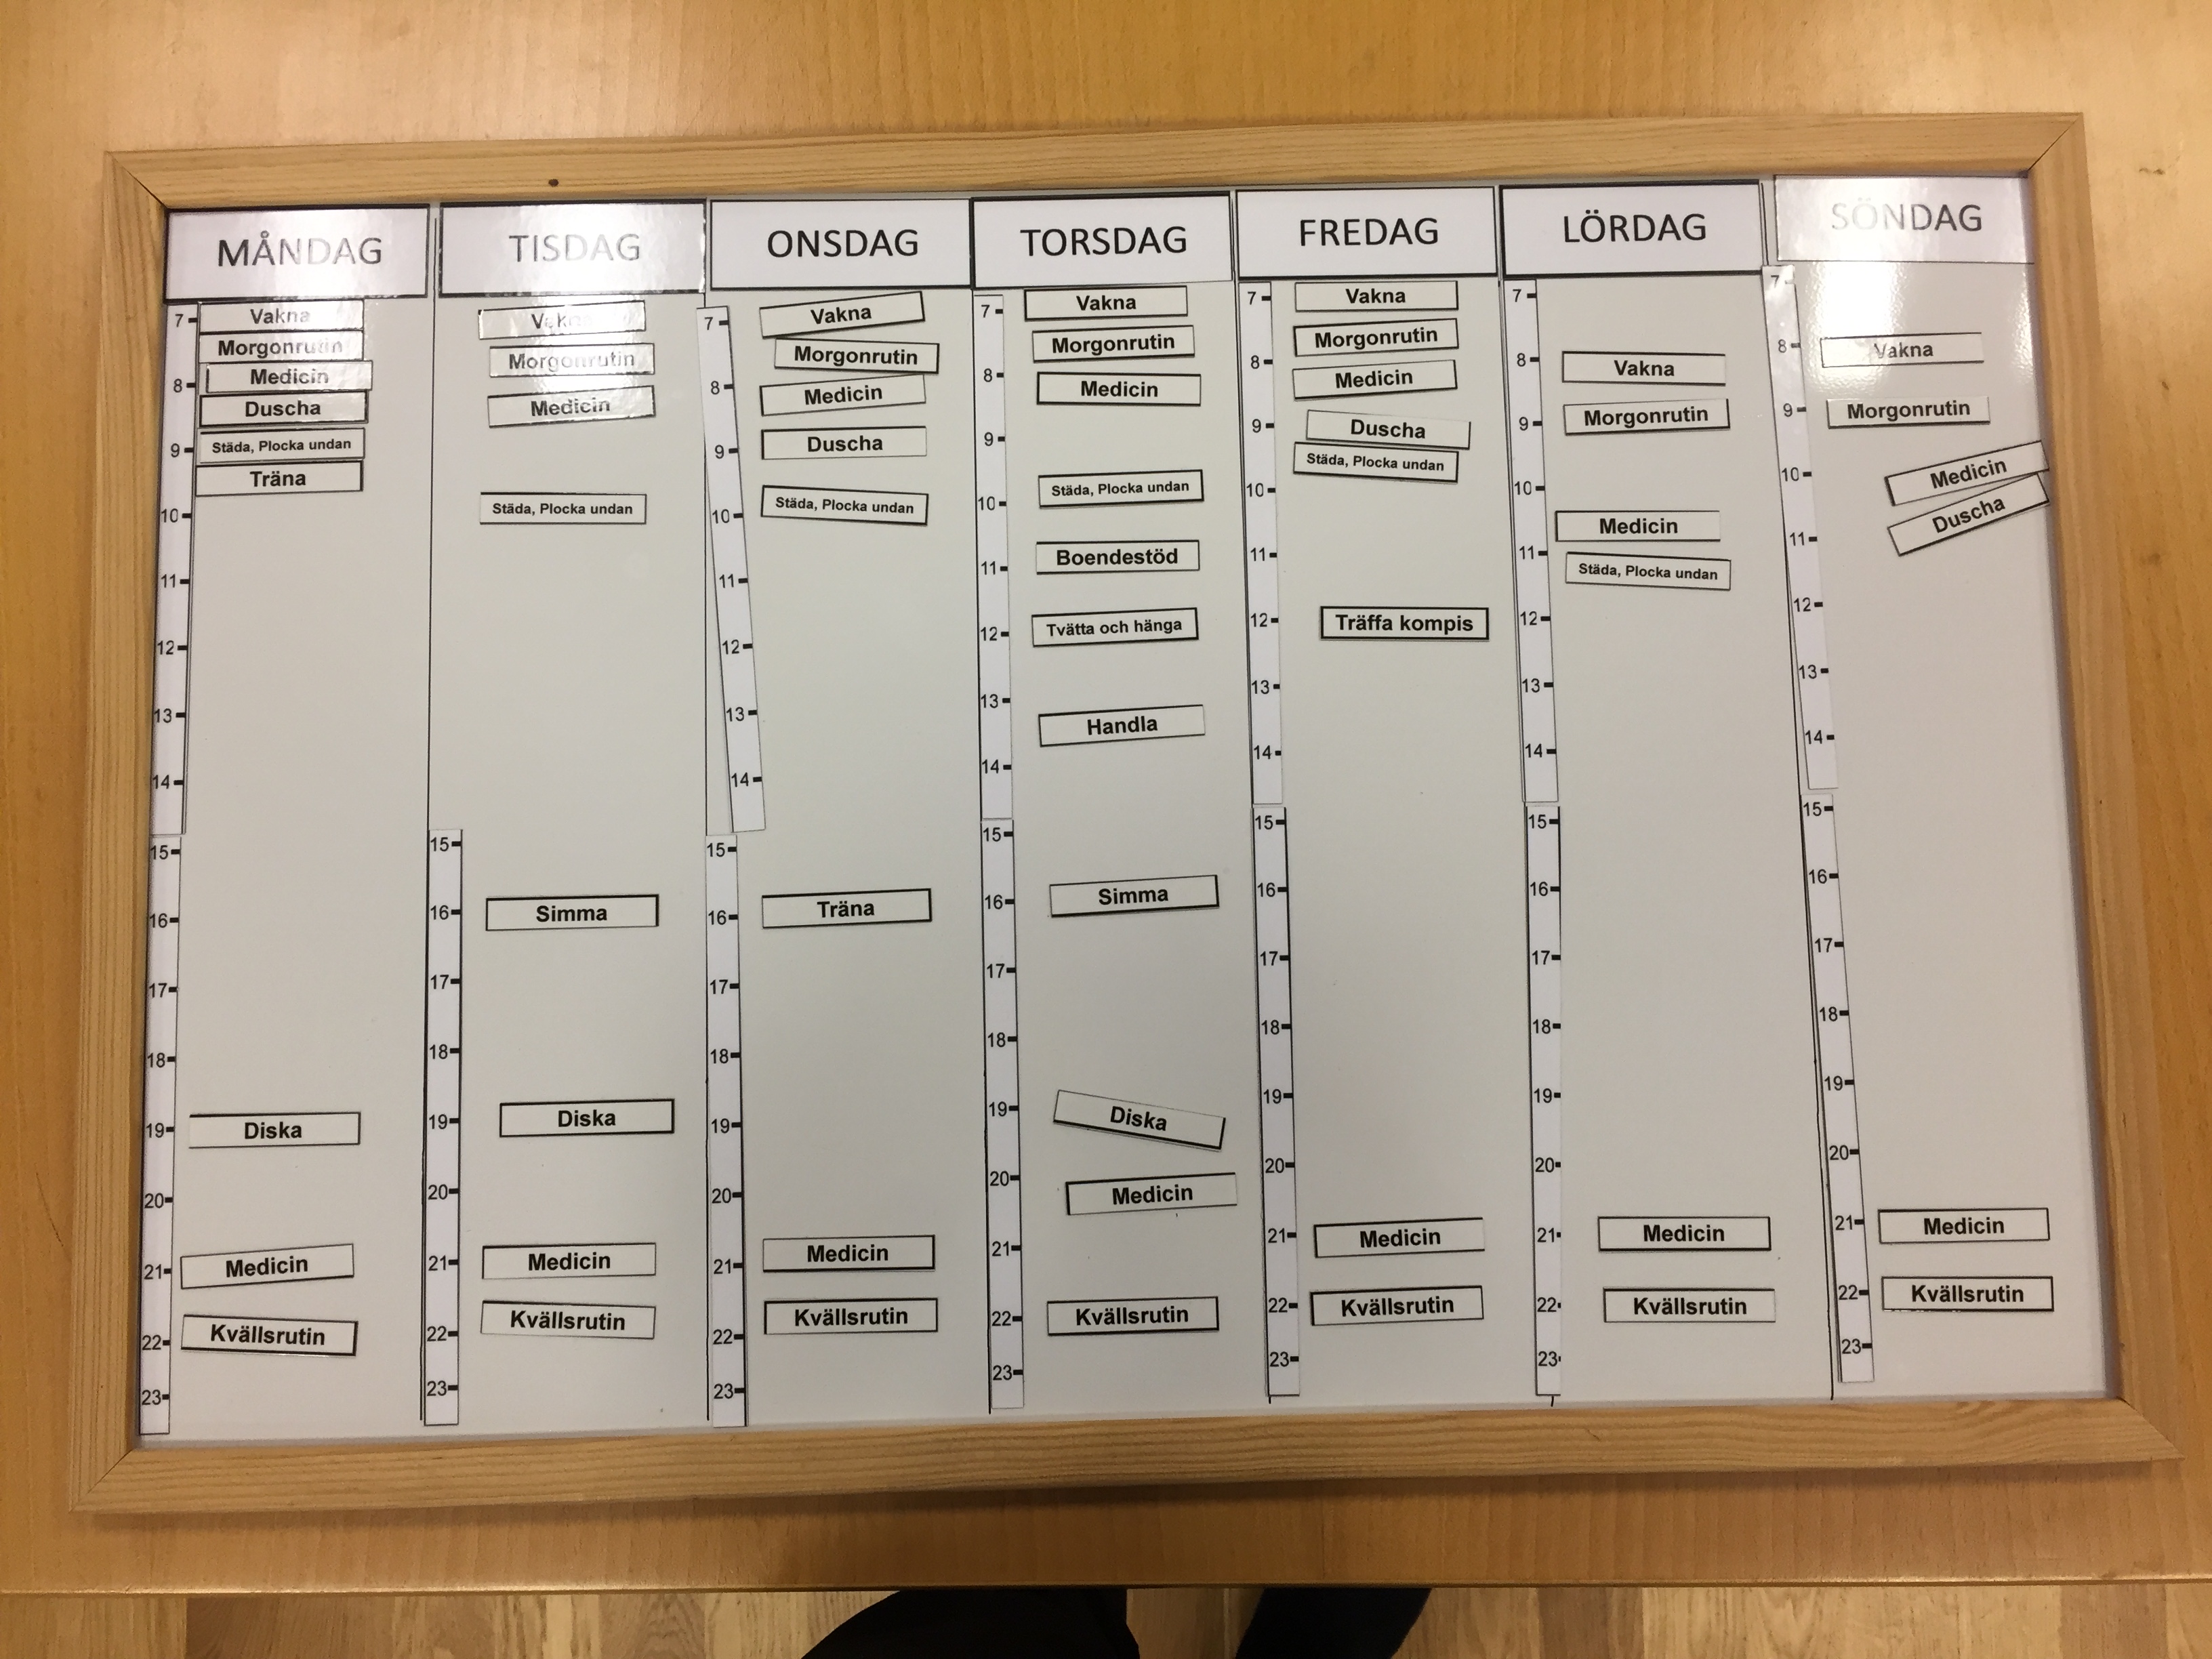 MÅNDAG
7
Vakna
Morgonrutin
Medicin
8
Duscha
Städa, Plocka undan
9
Träna
10
11
12
13
14
15
16
17
18
19
Diska
20
Medicin
21
Kvällsrutin
22
23
TISDAG
Vakna
Morgonrutin
Medicin
Städa, Plocka undan
15
16
Simma
17
18
19
Diska
20
21
Medicin
Kvällsrutin
22
23
ONSDAG
7
Vakna
Morgonrutin
8
Medicin
Duscha
9
Städa, Plocka undan
10
11
12
13
14
15
16
Träna
17
18
19
20
Medicin
21
Kvällsrutin
22
23
TORSDAG
7
Vakna
Morgonrutin
8
Medicin
9
Städa, Plocka undan
10
Boendestöd
11
Tvätta och hänga
12
13
Handla
14
15
16
Simma
17
18
19
Diska
20
Medicin
21
22
Kvällsrutin
23
FREDAG
7
Vakna
Morgonrutin
8
Medicin
9
Duscha
Städa, Plocka undan
10
11
12
Träffa kompis
13
14
15
16
17
18
19
20
21
Medicin
22
Kvällsrutin
23
LÖRDAG
7
8
Vakna
9
Morgonrutin
10
Medicin
11
Städa, Plocka undan
12
13
14
15
16
17
18
19
20
21
Medicin
22
Kvällsrutin
23
SÖNDAG
7
8
Vakna
9
Morgonrutin
10
Medicin
Duscha
11
12
13
14
15
16
17
18
19
20
21
Medicin
22
Kvällsrutin
23